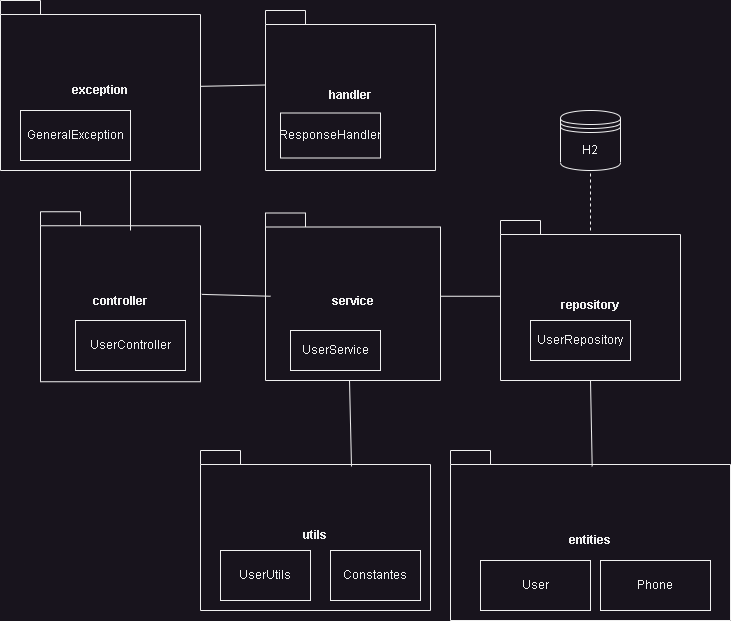 exception
GeneralException
handler
ResponseHandler
H2
controller
UserController
service
UserService
repository
UserRepository
utils
UserUtils
Constantes
entities
User
Phone